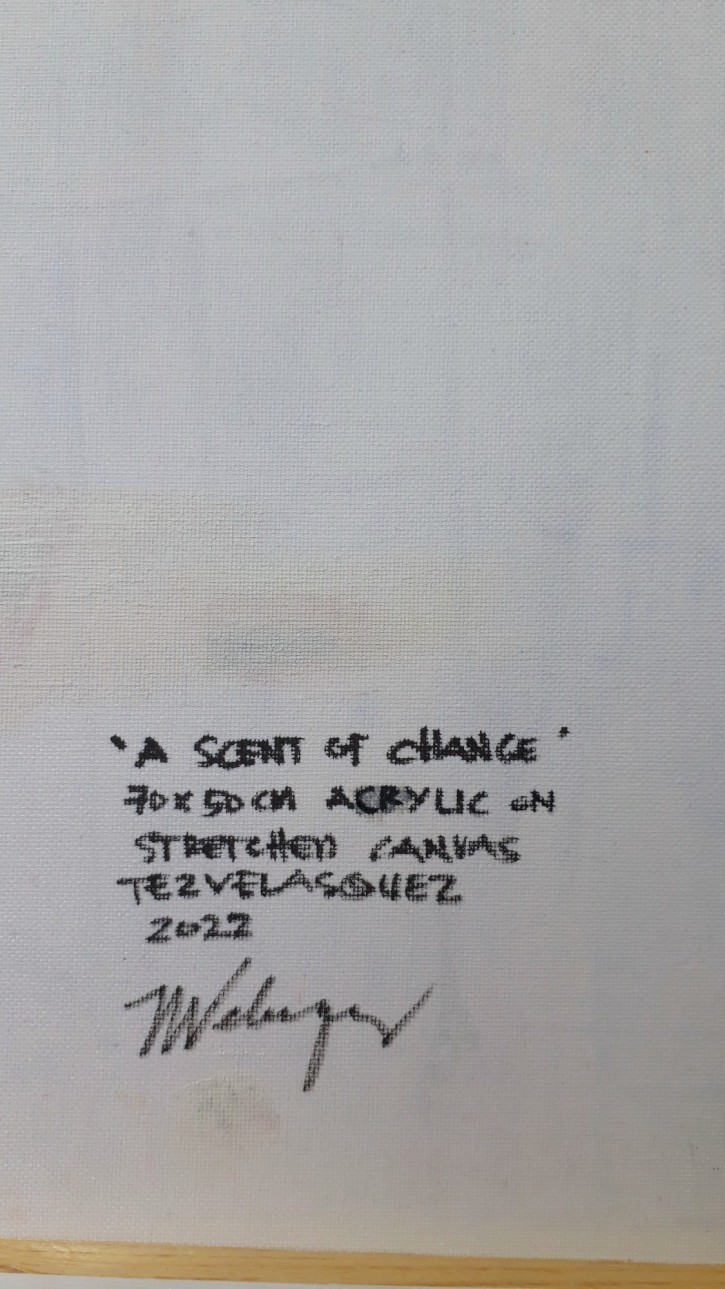 'A SCENT OF CHANGE'
70x50CM ACRYLIC ON
STRETCHED CANVAS
TEZVELASQUEZ
2022